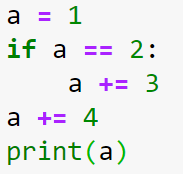 a = 1
if a == 2:
    a += 3
a += 4
print(a)